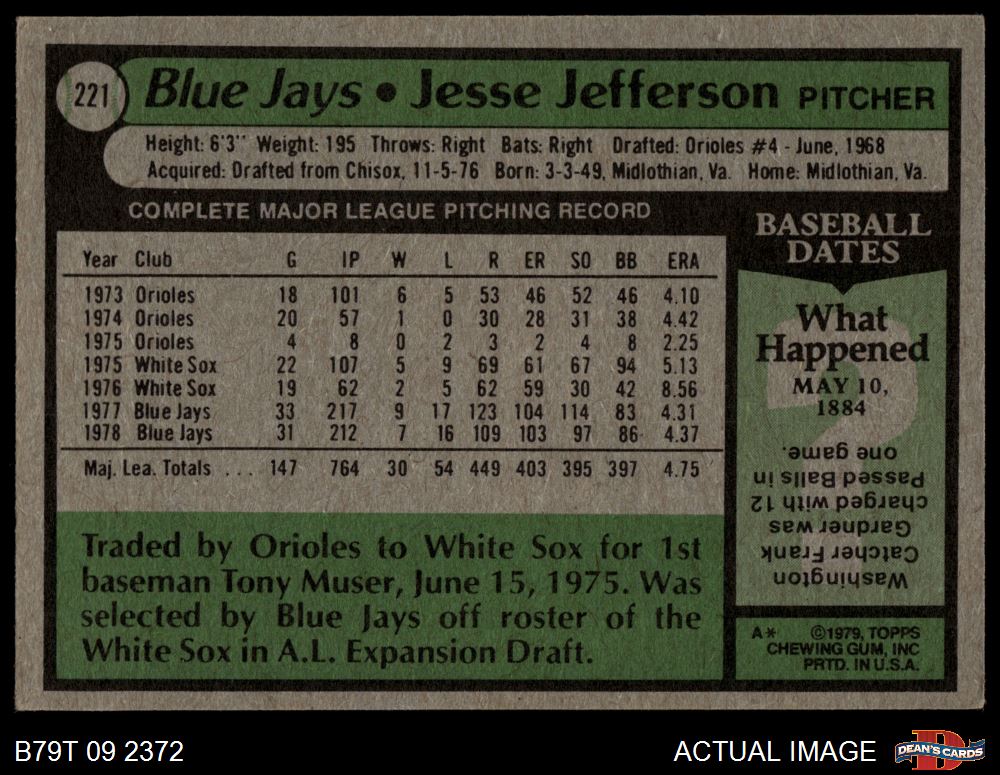 221 Blue Jays • Jesse Jefferson PITCHER
Height: 6'3" Weight: 195 Throws: Right Bats: Right Drafted: Orioles #4 - June, 1968
Acquired: Drafted from Chisox, 11-5-76 Born: 3-3-49, Midlothian, Va. Home: Midlothian, Va.
COMPLETE MAJOR LEAGUE PITCHING RECORD
Year Club G IP W L R ER SO BB ERA
1973 Orioles 18 101 6 5 53 46 52 46 4.10
1974 Orioles 20 57 1 0 30 28 31 38 4.42
1975 Orioles 4 8 0 2 3 2 4 8 2.25
1975 White Sox 22 107 5 9 69 61 67 94 5.13
1976 White Sox 19 62 2 5 62 59 30 42 8.56
1977 Blue Jays 33 217 9 17 123 104 114 83 4.31
1978 Blue Jays 31 212 7 16 109 103 97 86 4.37
Maj. Lea. Totals ... 147 764 30 54 449 403 395 397 4.75
Traded by Orioles to White Sox for 1st
baseman Tony Muser, June 15, 1975. Was
selected by Blue Jays off roster of the
White Sox in A.L. Expansion Draft.
BASEBALL
DATES
What
Happened
MAY 10,
1884
Washington
Catcher Frank
Gardner was
charged with 12
Passed Balls in
one game.
A* ©1979, TOPPS
CHEWING GUM, INC
PRTD. IN U.S.A.
B79T 09 2372
ACTUAL IMAGE
DEAN'S CARDS